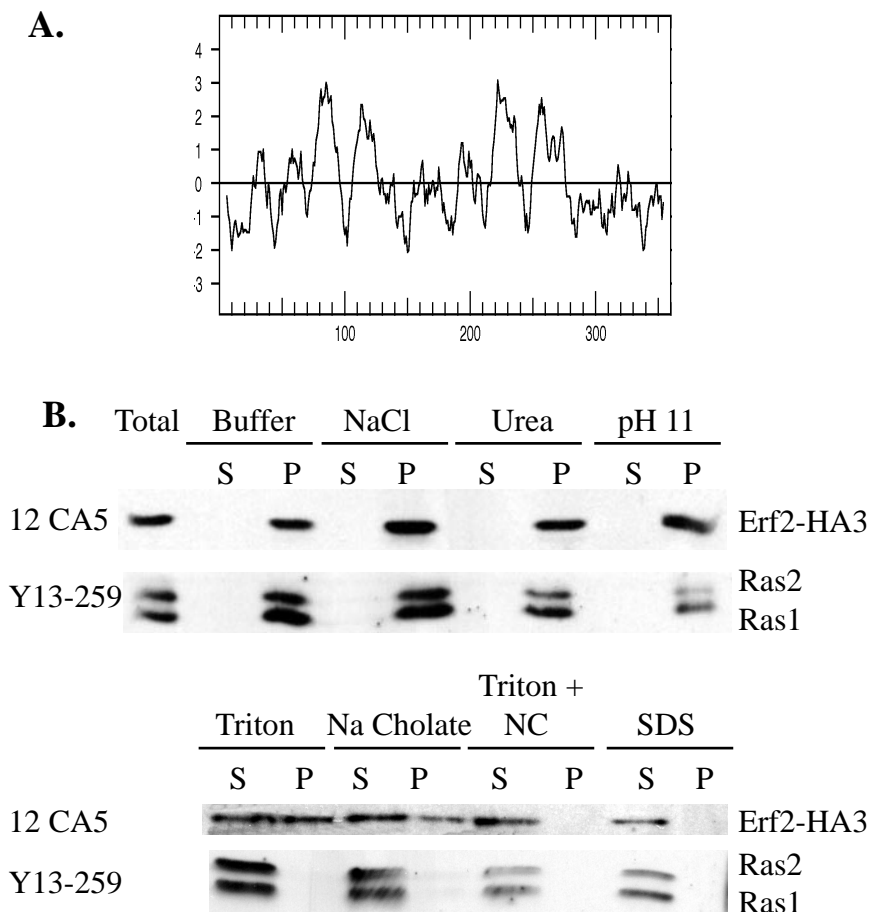 A.
4
3
2
1
0
-1
-2
-3
100
200
300
B.
Total Buffer NaCl Urea pH 11
S P S P S P S P
12 CA5 Erf2-HA3
Y13-259 Ras2
Ras1
Triton +
Triton Na Cholate NC SDS
S P S P S P S P
12 CA5 Erf2-HA3
Y13-259 Ras2
Ras1